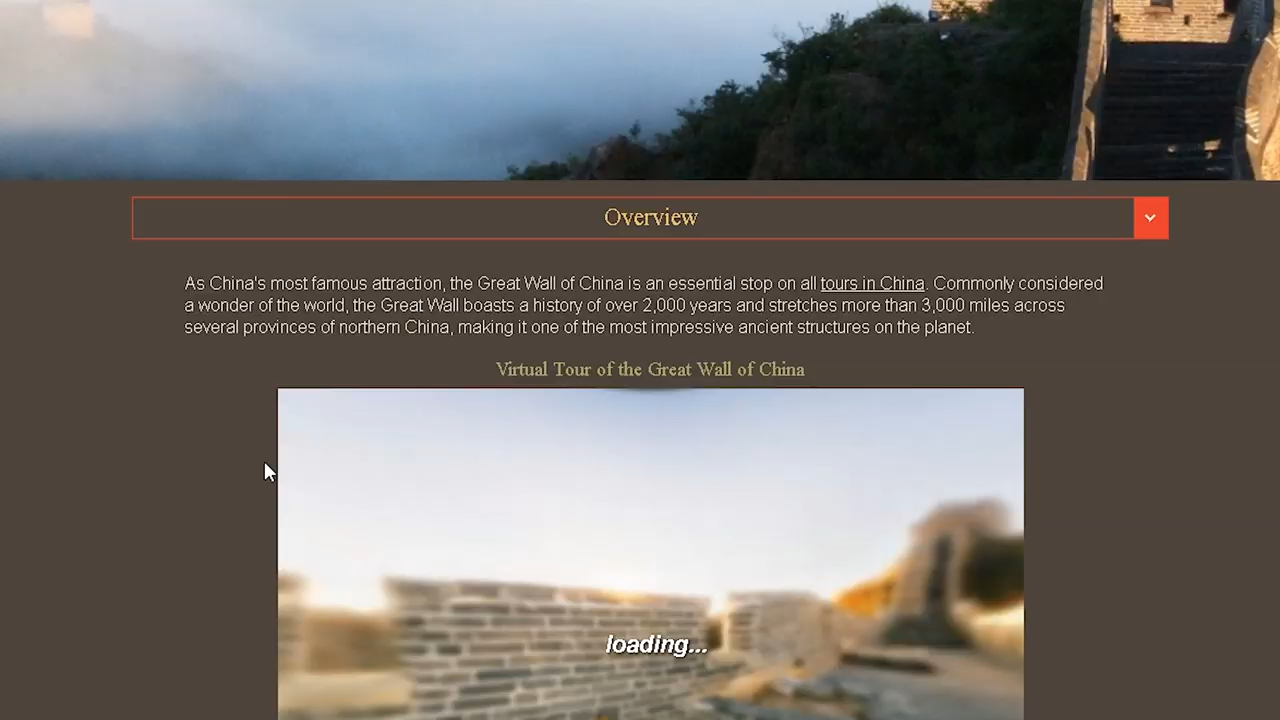 Overview
As China's most famous attraction, the Great Wall of China is an essential stop on all tours in China. Commonly considered
a wonder of the world, the Great Wall boasts a history of over 2,000 years and stretches more than 3,000 miles across
several provinces of northern China, making it one of the most impressive ancient structures on the planet.
Virtual Tour of the Great Wall of China
loading...